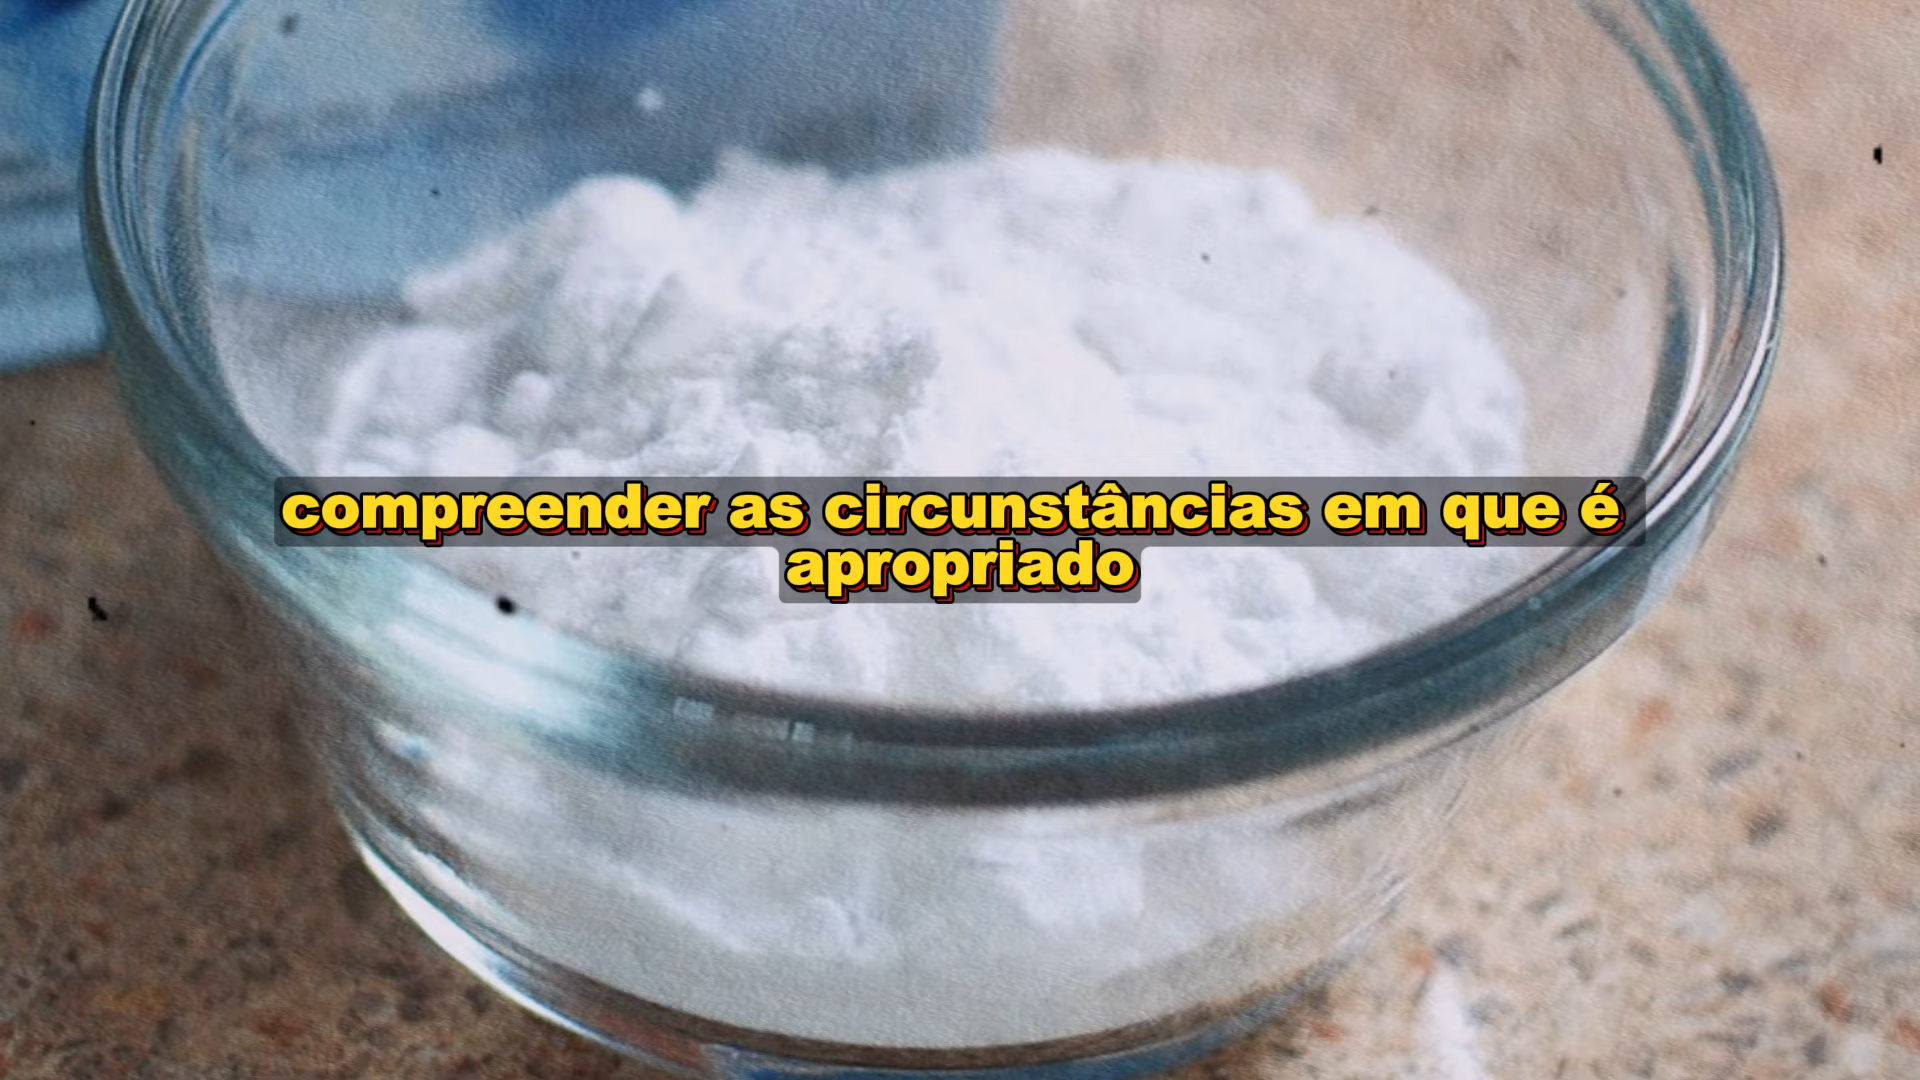 compreender as circunstâncias em que é
apropriado